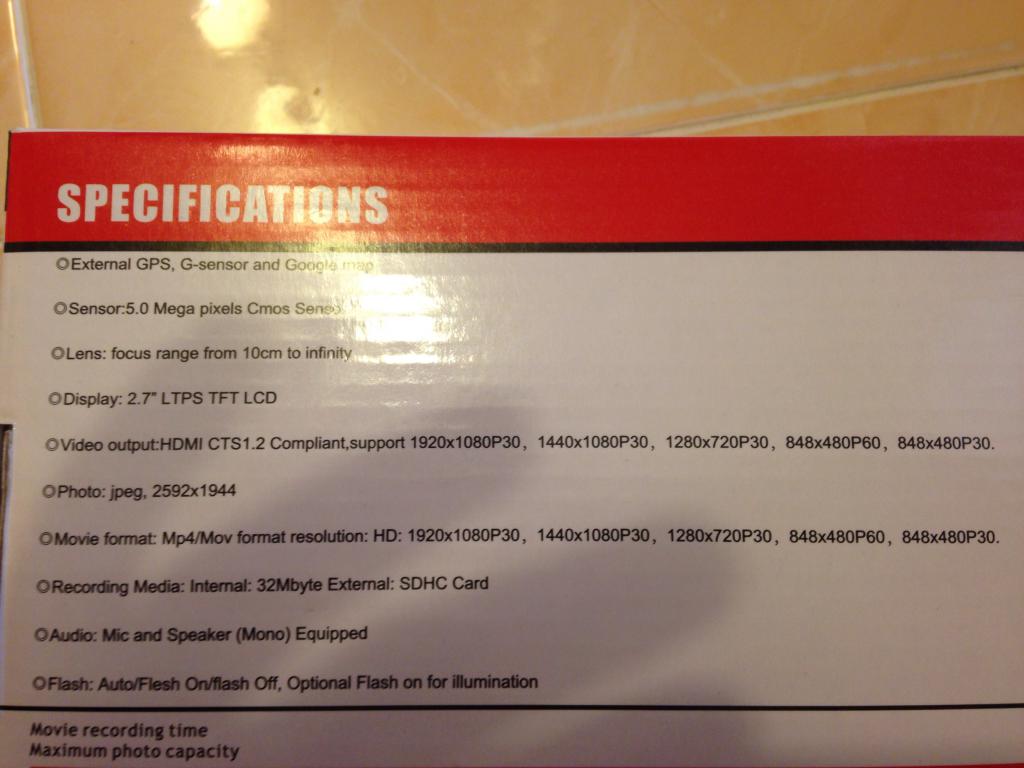 SPECIFICATIONS
◎External GPS, G-sensor and Google map
◎Sensor:5.0 Mega pixels Cmos Sensor
◎Lens: focus range from 10cm to infinity
◎Display: 2.7" LTPS TFT LCD
◎Video output:HDMI CTS1.2 Compliant,support 1920x1080P30, 1440x1080P30, 1280x720P30, 848x480P60, 848x480P30.
◎Photo: jpeg, 2592x1944
◎Movie format: Mp4/Mov format resolution: HD: 1920x1080P30, 1440x1080P30, 1280x720P30, 848x480P60, 848x480P30.
◎Recording Media: Internal: 32Mbyte External: SDHC Card
◎Audio: Mic and Speaker (Mono) Equipped
◎Flash: Auto/Flesh On/flash Off, Optional Flash on for illumination
Movie recording time
Maximum photo capacity